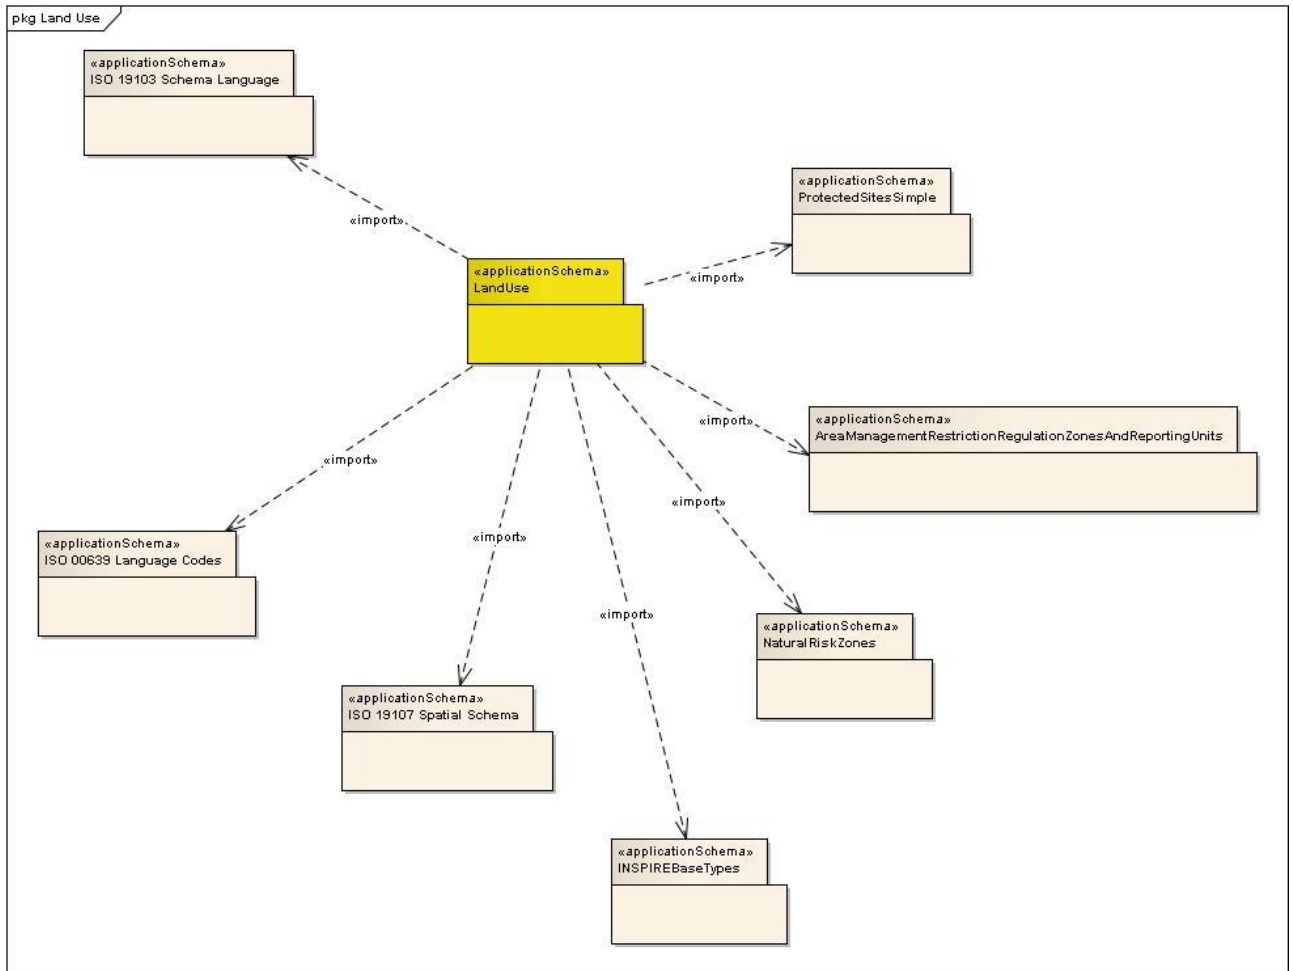 pkg Land Use
«applicationSchema»
ISO 19103 Schema Language
«applicationSchema»
ProtectedSitesSimple
«import»
«applicationSchema»
LandUse
«import»
«applicationSchema»
AreaManagementRestrictionRegulationZonesAndReportingUnits
«import»
«import»
«import»
«applicationSchema»
ISO 00639 Language Codes
«import»
«import»
«applicationSchema»
NaturalRiskZones
«applicationSchema»
ISO 19107 Spatial Schema
«applicationSchema»
INSPIREBaseTypes